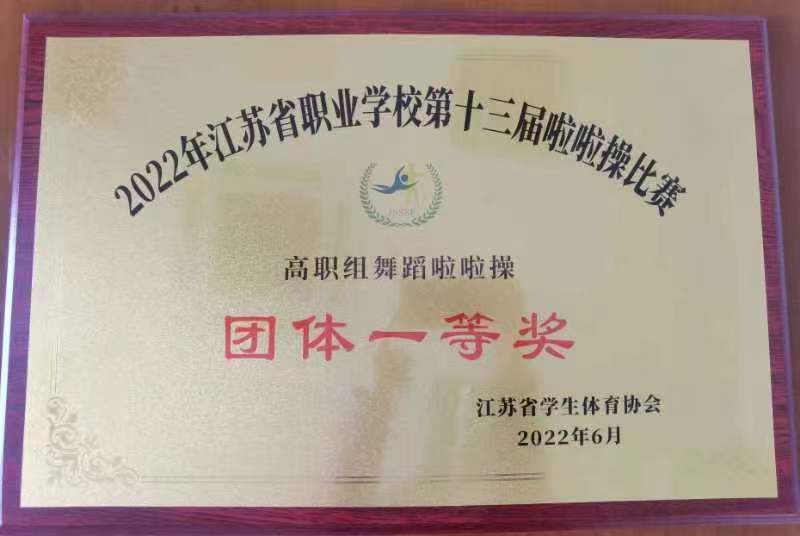 2022年江苏省职业学校第十三届啦啦操比赛
高职组舞蹈啦啦操
团体一等奖
江苏省学生体育协会
2022年6月